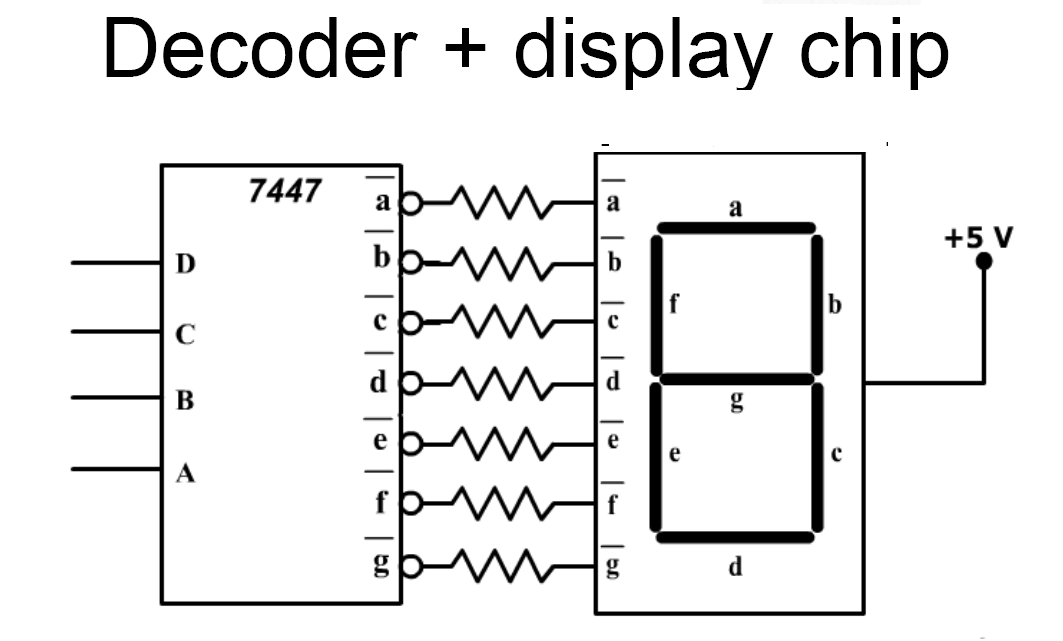 Decoder + display chip
7447
D
C
B
A
a̅
b̅
c̅
d̅
e̅
f̅
g̅
a̅
b̅
c̅
d̅
e̅
f̅
g̅
a
f
b
g
e
c
d
+5 V